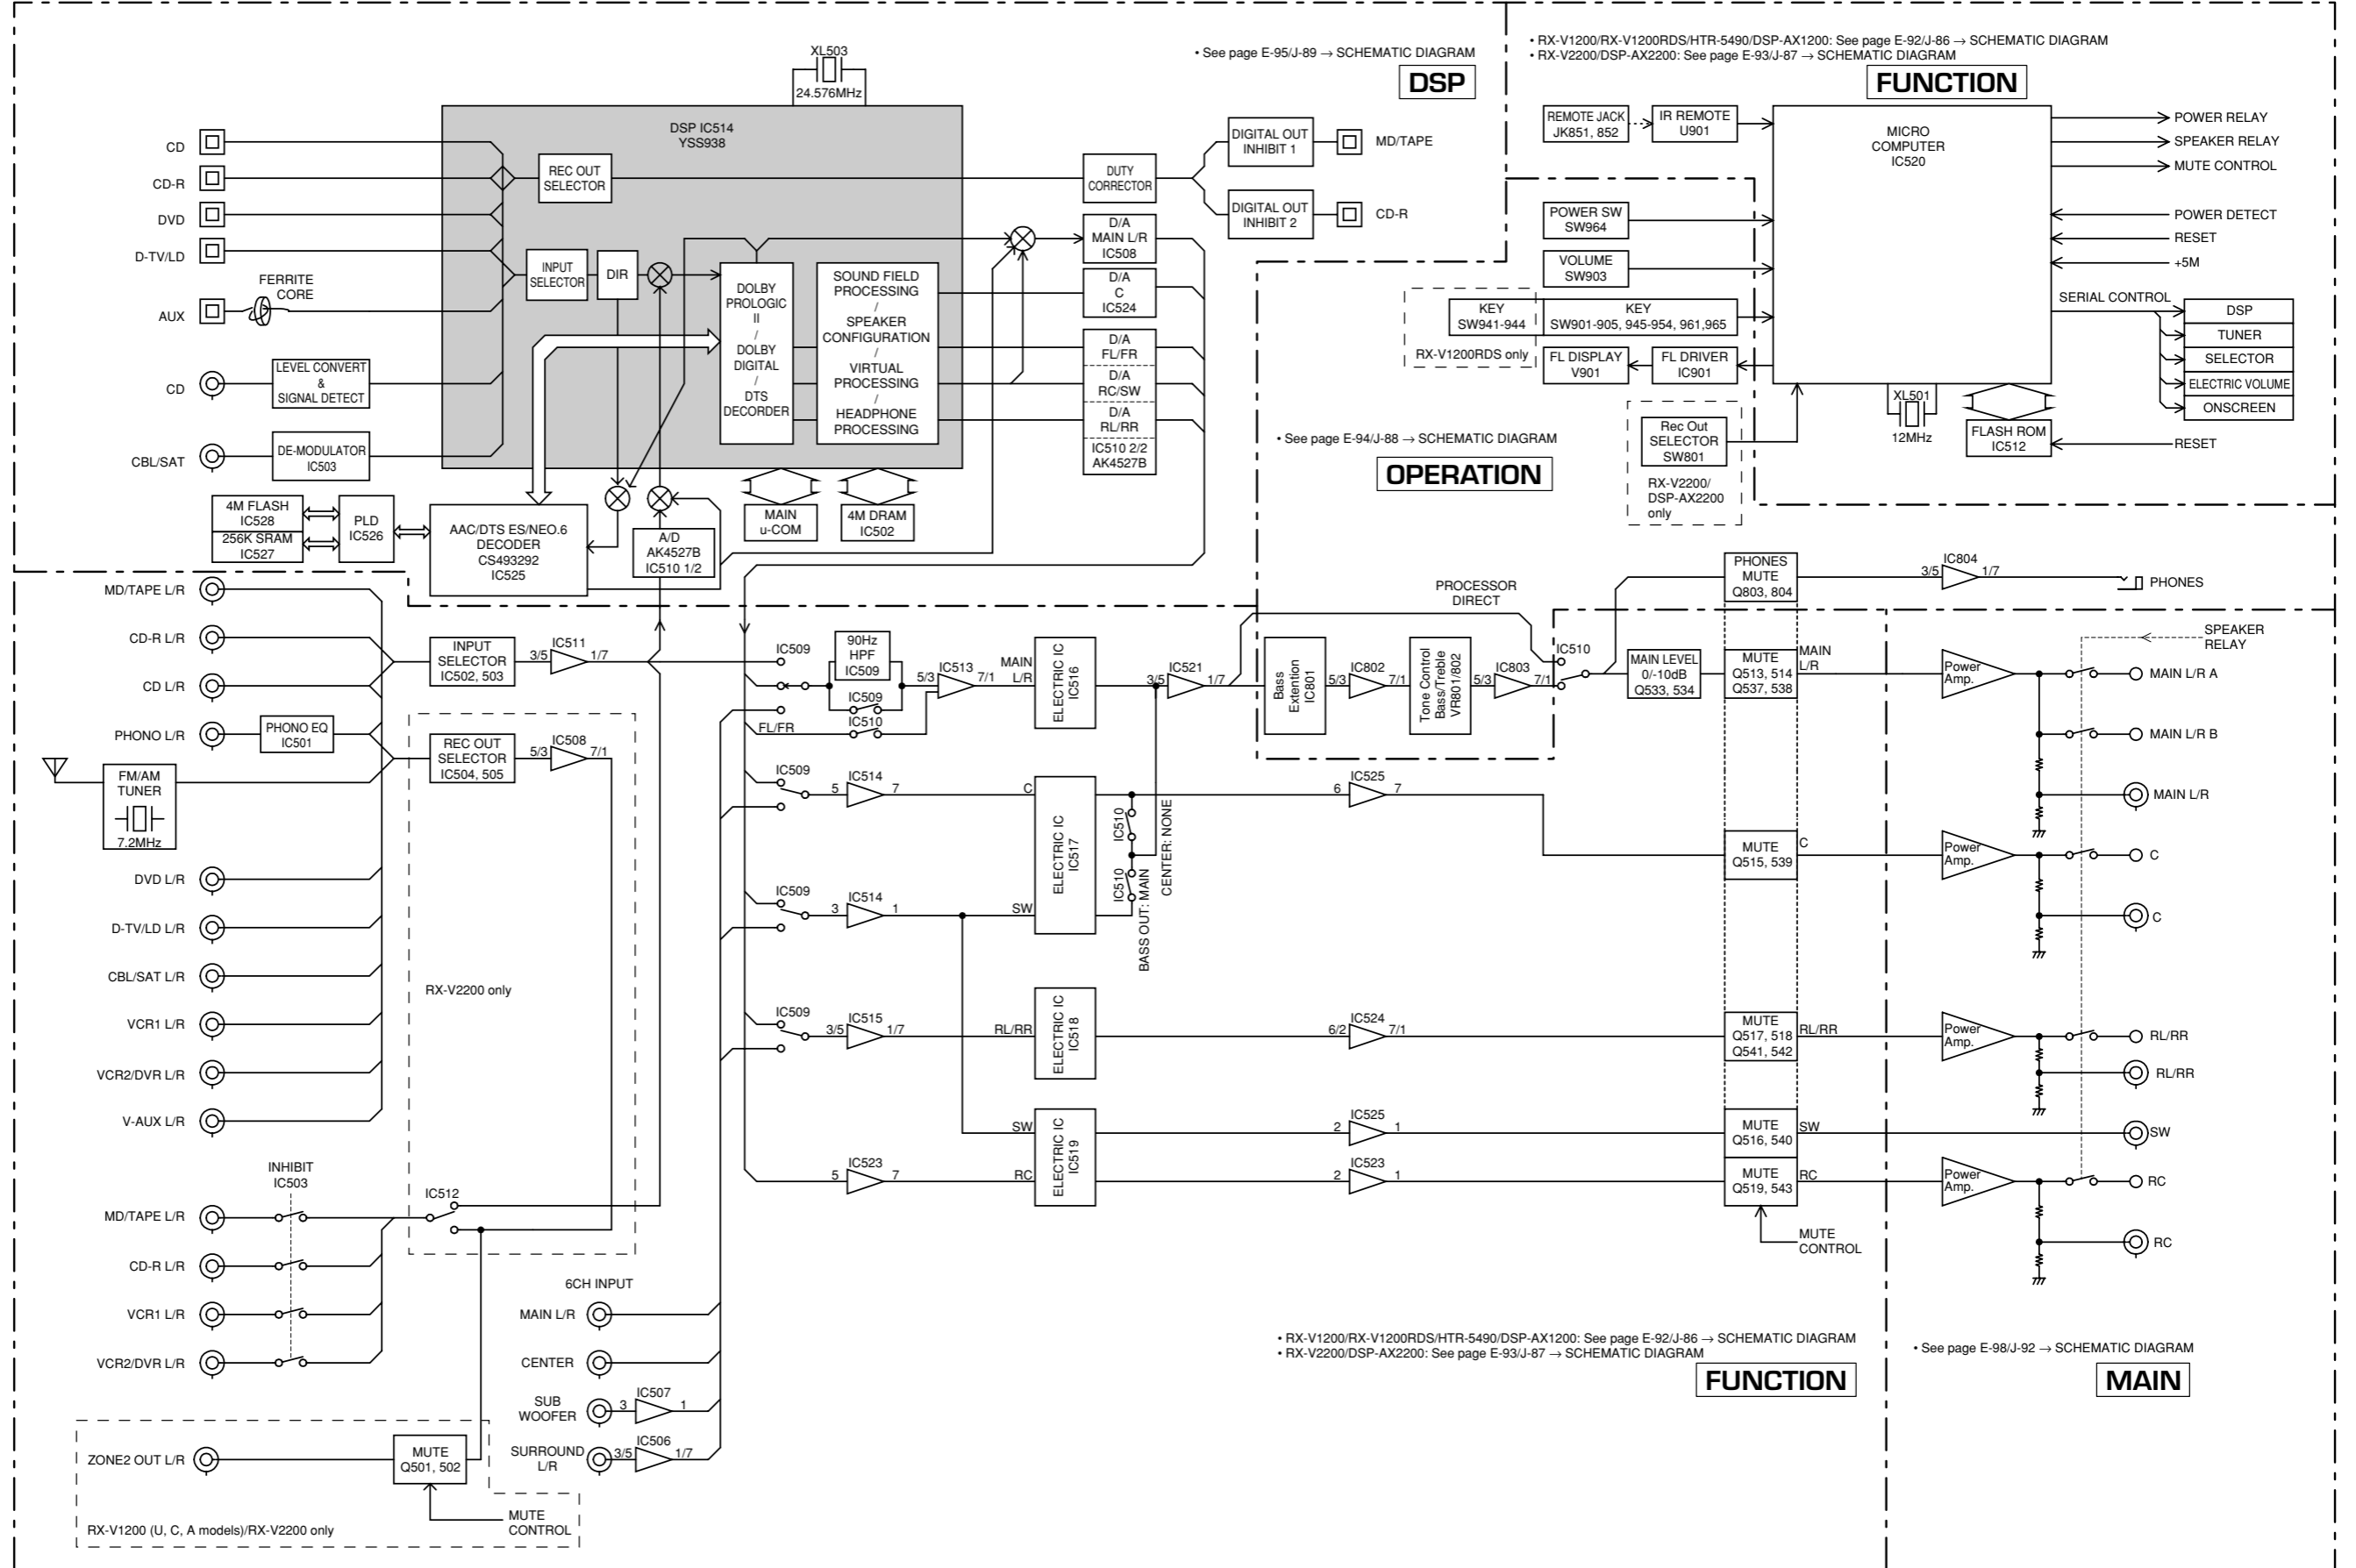 XL503
24.576MHz
• See page E-95/J-89 → SCHEMATIC DIAGRAM
DSP
• RX-V1200/RX-V1200RDS/HTR-5490/DSP-AX1200: See page E-92/J-86 → SCHEMATIC DIAGRAM
• RX-V2200/DSP-AX2200: See page E-93/J-87 → SCHEMATIC DIAGRAM
FUNCTION
DSP IC514
YSS938
CD
CD-R
DVD
D-TV/LD
AUX
FERRITE
CORE
CD
LEVEL CONVERT
&
SIGNAL DETECT
CBL/SAT
DE-MODULATOR
IC503
REC OUT
SELECTOR
INPUT
SELECTOR
DIR
DOLBY
PROLOGIC
II
/
DOLBY
DIGITAL
/
DTS
DECORDER
SOUND FIELD
PROCESSING
/
SPEAKER
CONFIGURATION
/
VIRTUAL
PROCESSING
/
HEADPHONE
PROCESSING
DUTY
CORRECTOR
DIGITAL OUT
INHIBIT 1
MD/TAPE
DIGITAL OUT
INHIBIT 2
CD-R
D/A
MAIN L/R
IC508
D/A
C
IC524
D/A
FL/FR
D/A
RC/SW
D/A
RL/RR
IC510 2/2
AK4527B
4M FLASH
IC528
256K SRAM
IC527
PLD
IC526
AAC/DTS ES/NEO.6
DECODER
CS493292
IC525
A/D
AK4527B
IC510 1/2
MAIN
u-COM
4M DRAM
IC502
REMOTE JACK
JK851, 852
IR REMOTE
U901
MICRO
COMPUTER
IC520
POWER RELAY
SPEAKER RELAY
MUTE CONTROL
POWER DETECT
RESET
+5M
SERIAL CONTROL
DSP
TUNER
SELECTOR
ELECTRIC VOLUME
ONSCREEN
RESET
POWER SW
SW964
VOLUME
SW903
KEY
SW941-944
KEY
SW901-905, 945-954, 961,965
RX-V1200RDS only
FL DISPLAY
V901
FL DRIVER
IC901
XL501
12MHz
FLASH ROM
IC512
Rec Out
SELECTOR
SW801
RX-V2200/
DSP-AX2200
only
• See page E-94/J-88 → SCHEMATIC DIAGRAM
OPERATION
MD/TAPE L/R
CD-R L/R
CD L/R
PHONO L/R
PHONO EQ
IC501
FM/AM
TUNER
7.2MHz
DVD L/R
D-TV/LD L/R
CBL/SAT L/R
VCR1 L/R
VCR2/DVR L/R
V-AUX L/R
INPUT
SELECTOR
IC502, 503
3/5
IC511
1/7
REC OUT
SELECTOR
IC504, 505
5/3
IC508
7/1
RX-V2200 only
INHIBIT
IC503
IC512
MD/TAPE L/R
CD-R L/R
VCR1 L/R
VCR2/DVR L/R
ZONE2 OUT L/R
MUTE
Q501, 502
MUTE
CONTROL
RX-V1200 (U, C, A models)/RX-V2200 only
6CH INPUT
MAIN L/R
CENTER
SUB
WOOFER
3
IC507
1
SURROUND
L/R
3/5
IC506
1/7
IC509
90Hz
HPF
IC509
IC509
IC510
FL/FR
5/3
IC513
7/1
MAIN
L/R
ELECTRIC IC
IC516
3/5
IC521
1/7
PROCESSOR
DIRECT
Bass
Extention
IC801
5/3
IC802
7/1
Tone Control
Bass/Treble
VR801/802
5/3
IC803
7/1
IC510
MAIN LEVEL
0/-10dB
Q533, 534
PHONES
MUTE
Q803, 804
3/5
IC804
1/7
PHONES
MUTE
Q513, 514
Q537, 538
MAIN
L/R
Power
Amp.
SPEAKER
RELAY
MAIN L/R A
MAIN L/R B
MAIN L/R
IC509
5
IC514
7
C
ELECTRIC IC
IC517
IC510
IC510
BASS OUT: MAIN
CENTER: NONE
6
IC525
7
MUTE
Q515, 539
C
Power
Amp.
C
C
IC509
3
IC514
1
SW
IC509
3/5
IC515
1/7
RL/RR
ELECTRIC IC
IC518
6/2
IC524
7/1
MUTE
Q517, 518
Q541, 542
RL/RR
Power
Amp.
RL/RR
RL/RR
SW
ELECTRIC IC
IC519
2
IC525
1
MUTE
Q516, 540
SW
SW
5
IC523
7
RC
2
IC523
1
MUTE
Q519, 543
RC
Power
Amp.
RC
RC
MUTE
CONTROL
• RX-V1200/RX-V1200RDS/HTR-5490/DSP-AX1200: See page E-92/J-86 → SCHEMATIC DIAGRAM
• RX-V2200/DSP-AX2200: See page E-93/J-87 → SCHEMATIC DIAGRAM
FUNCTION
• See page E-98/J-92 → SCHEMATIC DIAGRAM
MAIN